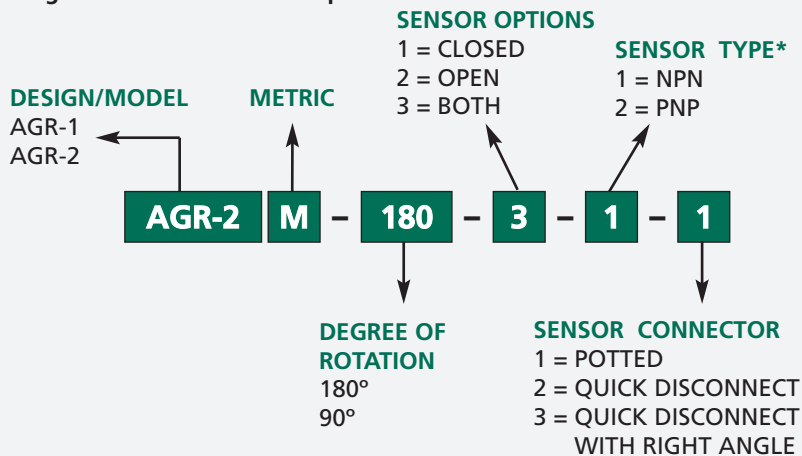 SENSOR OPTIONS
1 = CLOSED
2 = OPEN
3 = BOTH
SENSOR TYPE*
1 = NPN
2 = PNP
DESIGN/MODEL
AGR-1
AGR-2
METRIC
AGR-2 M – 180 – 3 – 1 – 1
DEGREE OF
ROTATION
180º
90º
SENSOR CONNECTOR
1 = POTTED
2 = QUICK DISCONNECT
3 = QUICK DISCONNECT
WITH RIGHT ANGLE